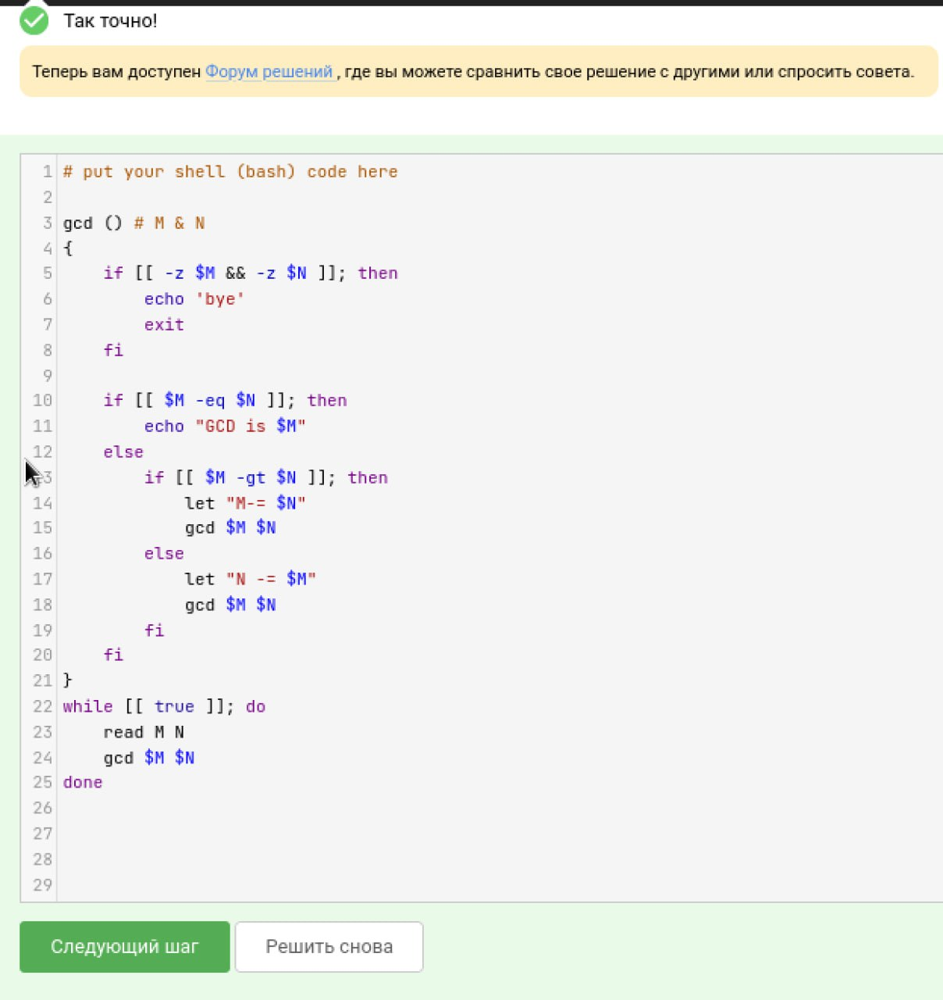 Так точно!
Теперь вам доступен Форум решений , где вы можете сравнить свое решение с другими или спросить совета.
1 # put your shell (bash) code here
2
3 gcd () # M & N
4 {
5     if [[ -z $M && -z $N ]]; then
6         echo 'bye'
7         exit
8     fi
9
10     if [[ $M -eq $N ]]; then
11         echo "GCD is $M"
12     else
3         if [[ $M -gt $N ]]; then
14             let "M-= $N"
15             gcd $M $N
16         else
17             let "N -= $M"
18             gcd $M $N
19         fi
20     fi
21 }
22 while [[ true ]]; do
23     read M N
24     gcd $M $N
25 done
26
27
28
29
Следующий шаг
Решить снова